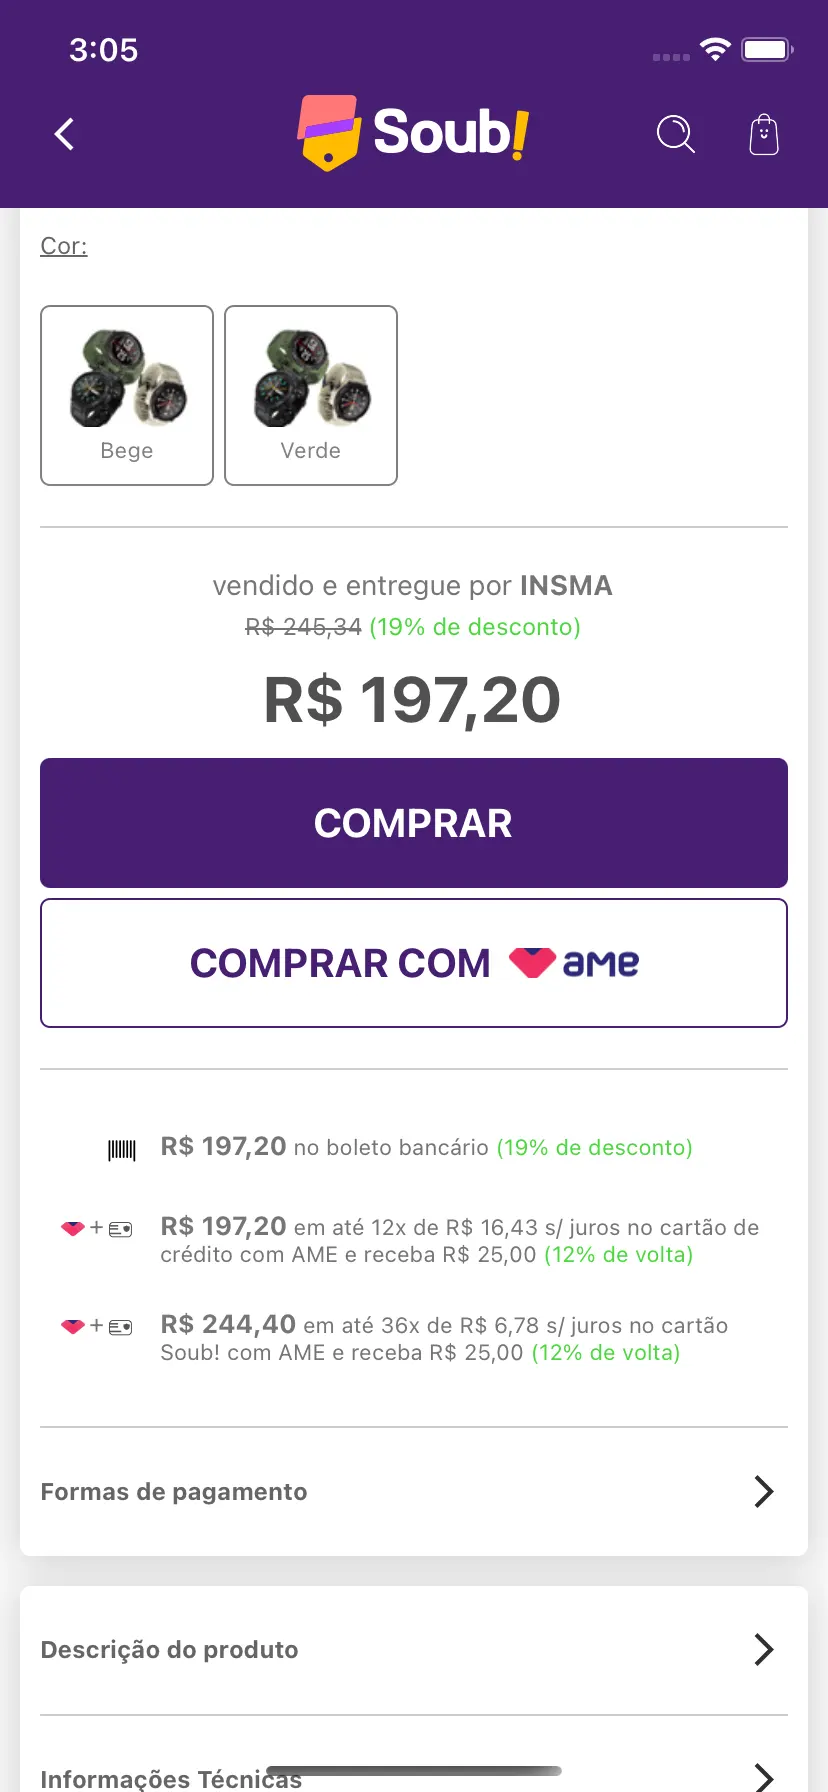 3:05
Soub!
Cor:
Bege
Verde
vendido e entregue por INSMA
R$ 245,34 (19% de desconto)
R$ 197,20
COMPRAR
COMPRAR COM ame
R$ 197,20 no boleto bancário (19% de desconto)
+ R$ 197,20 em até 12x de R$ 16,43 s/ juros no cartão de
crédito com AME e receba R$ 25,00 (12% de volta)
+ R$ 244,40 em até 36x de R$ 6,78 s/ juros no cartão
Soub! com AME e receba R$ 25,00 (12% de volta)
Formas de pagamento
Descrição do produto
Informações Técnicas